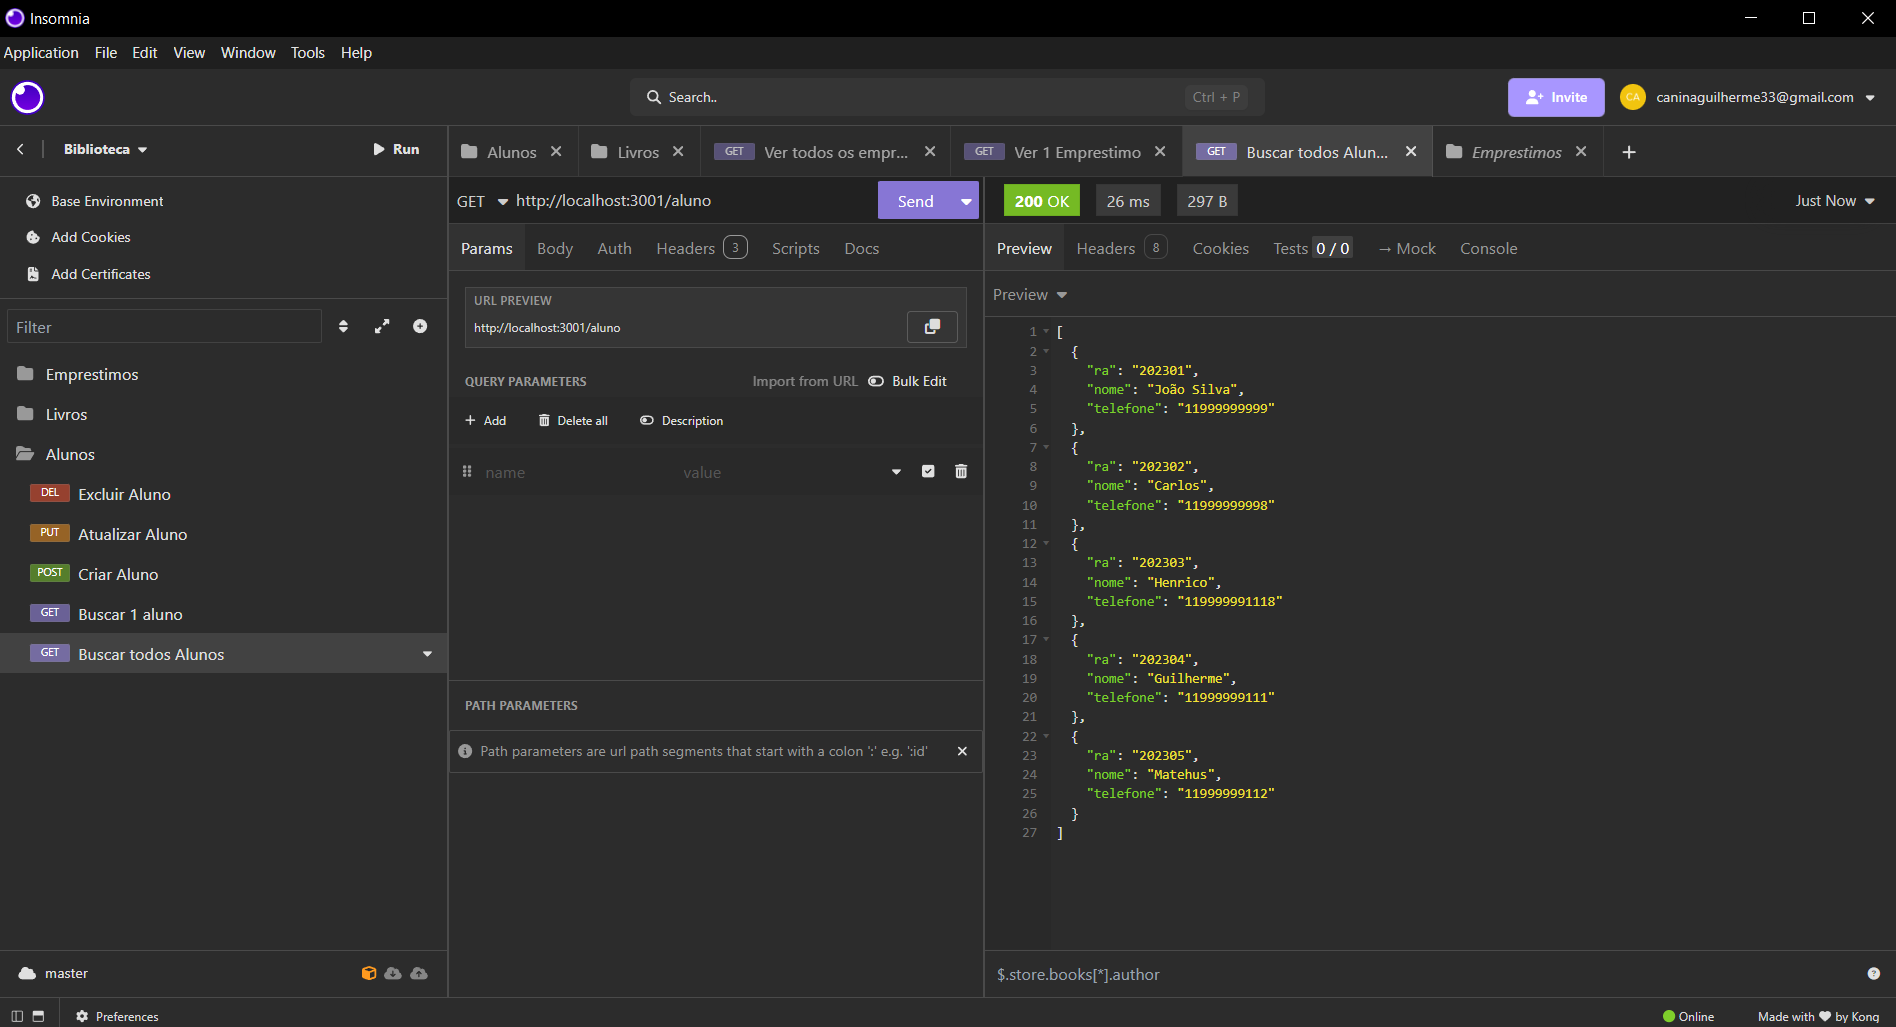 Insomnia
Application File Edit View Window Tools Help
Search.. Ctrl + P
Invite
CA caninaguilherme33@gmail.com
Biblioteca
Run
Alunos
Livros
GET Ver todos os empr...
GET Ver 1 Emprestimo
GET Buscar todos Alun...
Emprestimos
Base Environment
Add Cookies
Add Certificates
Filter
Emprestimos
Livros
Alunos
DEL Excluir Aluno
PUT Atualizar Aluno
POST Criar Aluno
GET Buscar 1 aluno
GET Buscar todos Alunos
master
Preferences
GET http://localhost:3001/aluno Send
Params Body Auth Headers 3 Scripts Docs
URL PREVIEW
http://localhost:3001/aluno
QUERY PARAMETERS Import from URL Bulk Edit
+ Add Delete all Description
name value
PATH PARAMETERS
Path parameters are url path segments that start with a colon ':' e.g. ':id'
200 OK 26 ms 297 B Just Now
Preview Headers 8 Cookies Tests 0 / 0 → Mock Console
Preview
1 [
2 {
3 "ra": "202301",
4 "nome": "João Silva",
5 "telefone": "11999999999"
6 },
7 {
8 "ra": "202302",
9 "nome": "Carlos",
10 "telefone": "11999999998"
11 },
12 {
13 "ra": "202303",
14 "nome": "Henrico",
15 "telefone": "119999991118"
16 },
17 {
18 "ra": "202304",
19 "nome": "Guilherme",
20 "telefone": "11999999111"
21 },
22 {
23 "ra": "202305",
24 "nome": "Matehus",
25 "telefone": "11999999112"
26 }
27 ]
$.store.books[*].author
Online
Made with ❤ by Kong